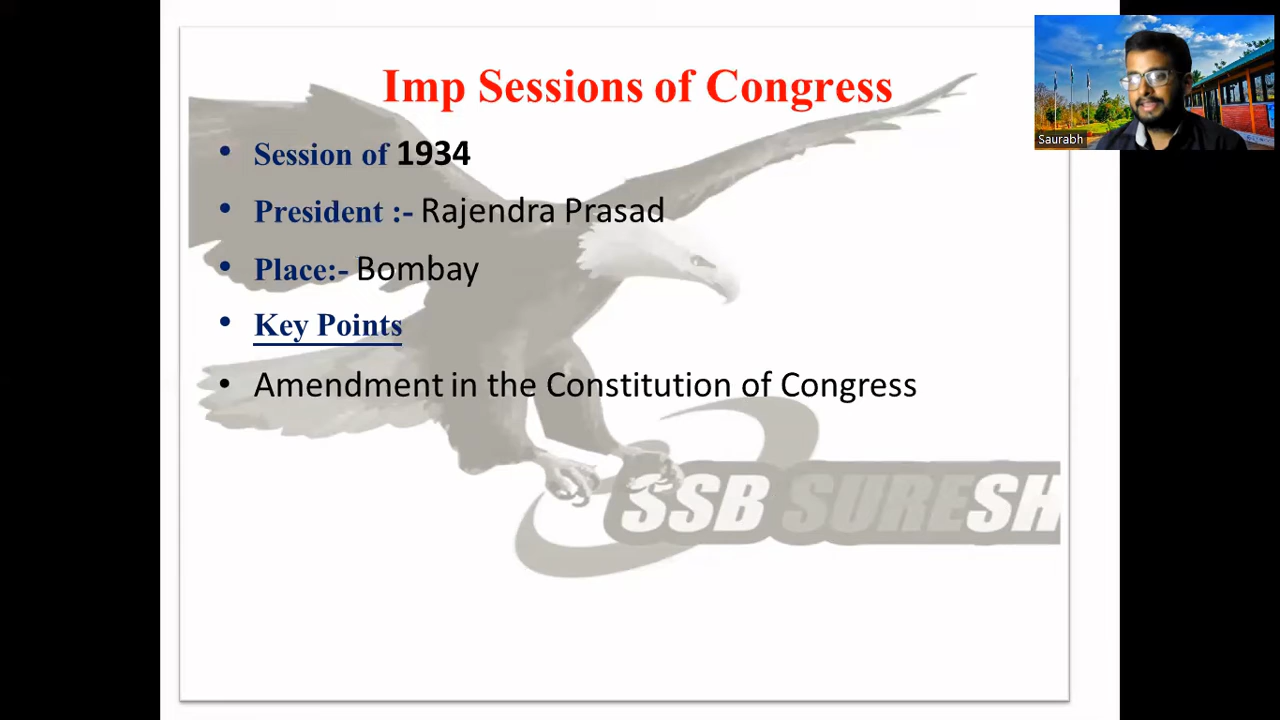 Imp Sessions of Congress
• Session of 1934
• President :- Rajendra Prasad
• Place:- Bombay
• Key Points
• Amendment in the Constitution of Congress
SSB SURESH
Saurabh